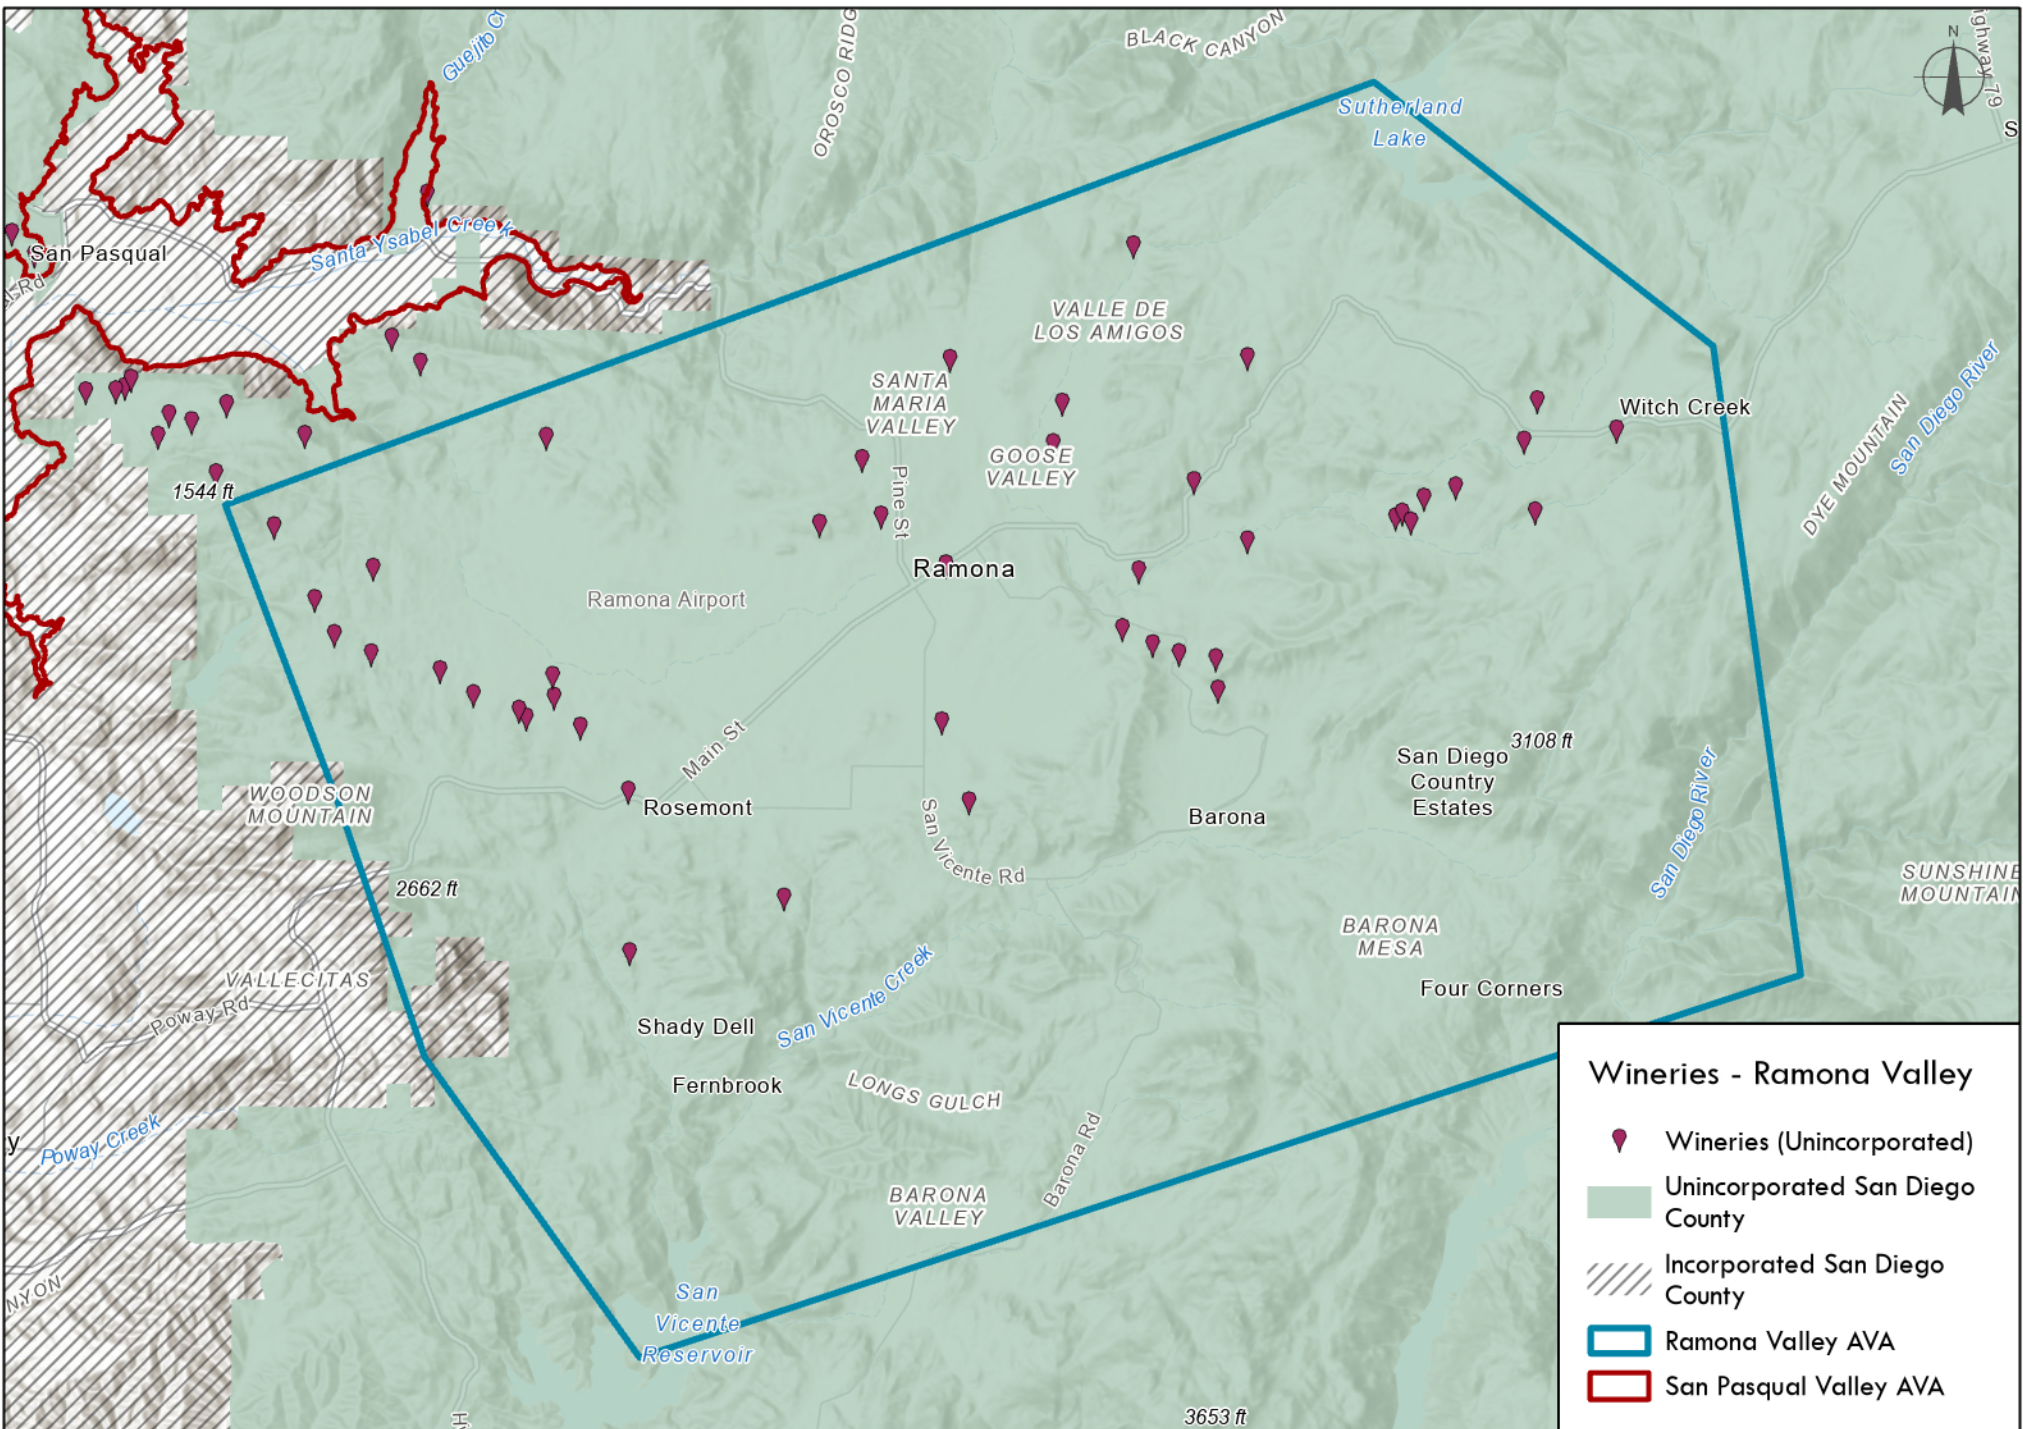 Guejito Cr
OROSCO RIDG
BLACK CANYON
ighway 79
N
S
Sutherland
Lake
San Pasqual
Santa Ysabel Creek
al Rd
VALLE DE
LOS AMIGOS
SANTA
MARIA
VALLEY
GOOSE
VALLEY
Pine St
Witch Creek
DYE MOUNTAIN
San Diego River
1544 ft
Ramona
Ramona Airport
Main St
WOODSON
MOUNTAIN
Rosemont
San Vicente Rd
Barona
San Diego
Country
Estates
3108 ft
San Diego River
SUNSHINE
MOUNTAIN
2662 ft
VALLECITAS
Poway Rd
BARONA
MESA
Four Corners
San Vicente Creek
Shady Dell
Fernbrook
LONGS GULCH
Barona Rd
BARONA
VALLEY
y
Poway Creek
NYON
San
Vicente
Reservoir
3653 ft
Wineries - Ramona Valley
Wineries (Unincorporated)
Unincorporated San Diego
County
Incorporated San Diego
County
Ramona Valley AVA
San Pasqual Valley AVA